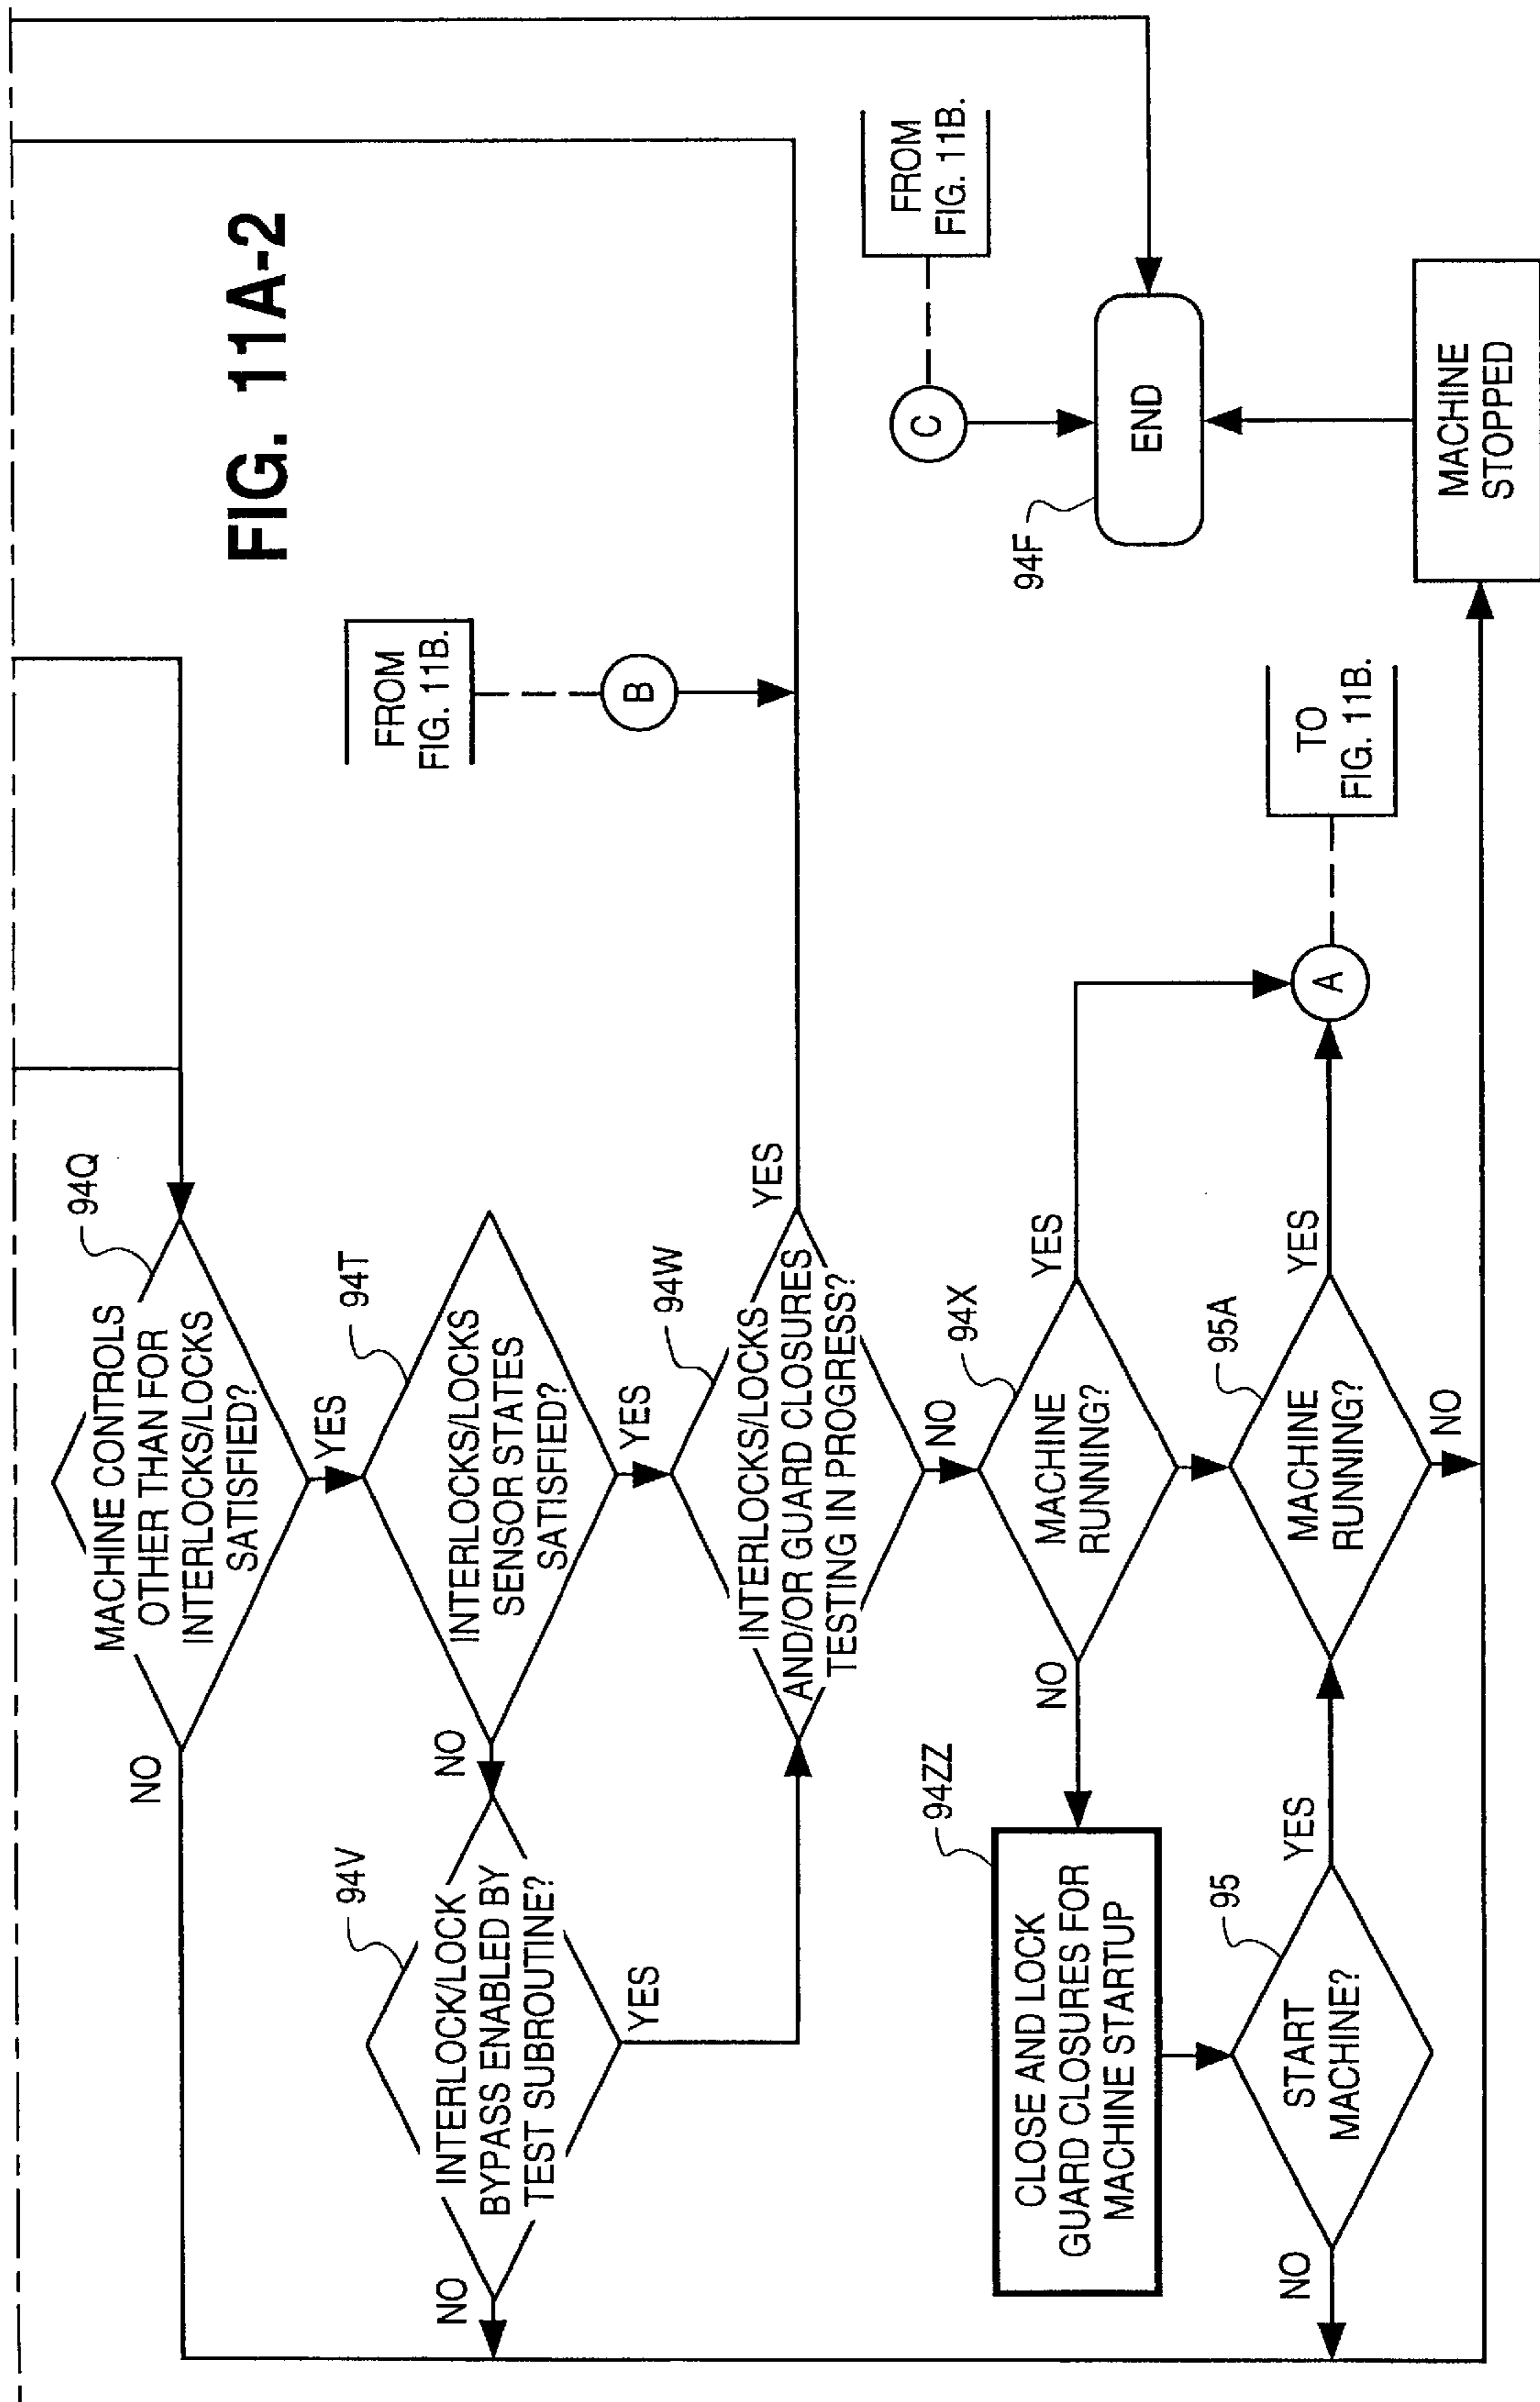 FIG. 11A-2
94Q
MACHINE CONTROLS
OTHER THAN FOR
INTERLOCKS/LOCKS
SATISFIED?
NO
YES
94T
INTERLOCKS/LOCKS
SENSOR STATES
SATISFIED?
NO
YES
94V
INTERLOCK/LOCK
BYPASS ENABLED BY
TEST SUBROUTINE?
NO
YES
94W
INTERLOCKS/LOCKS
AND/OR GUARD CLOSURES
TESTING IN PROGRESS?
YES
NO
FROM
FIG. 11B.
B
94X
MACHINE
RUNNING?
YES
NO
94ZZ
CLOSE AND LOCK
GUARD CLOSURES FOR
MACHINE STARTUP
95
START
MACHINE?
NO
YES
95A
MACHINE
RUNNING?
YES
NO
A
TO
FIG. 11B.
FROM
FIG. 11B.
C
94F
END
MACHINE
STOPPED